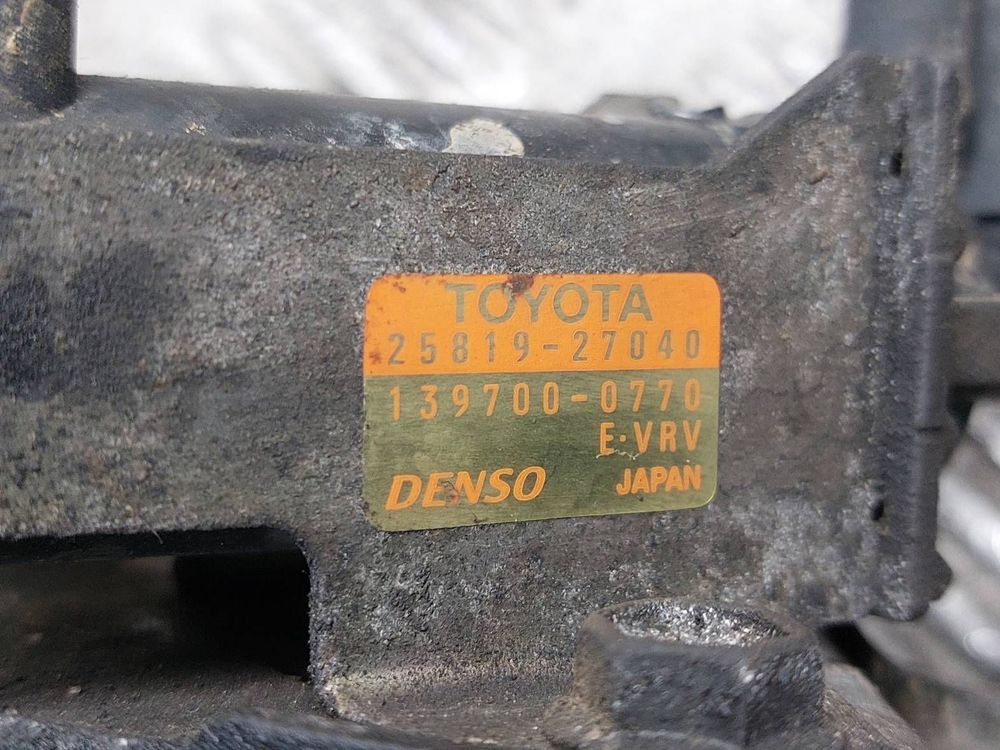 TOYOTA
25819-27040
139700-0770
E·VRV
DENSO JAPAN